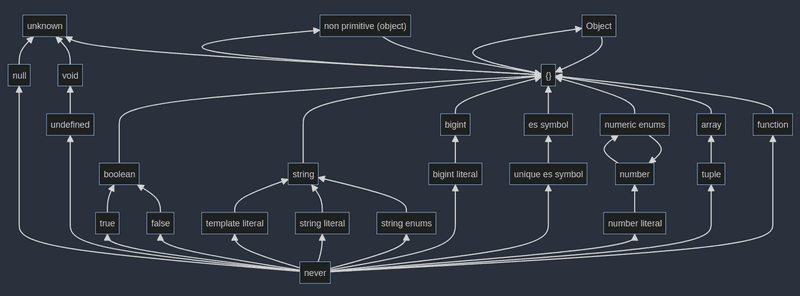 unknown
non primitive (object)
Object
null
void
{}
undefined
bigint
es symbol
numeric enums
array
function
boolean
string
bigint literal
unique es symbol
number
tuple
true
false
template literal
string literal
string enums
number literal
never